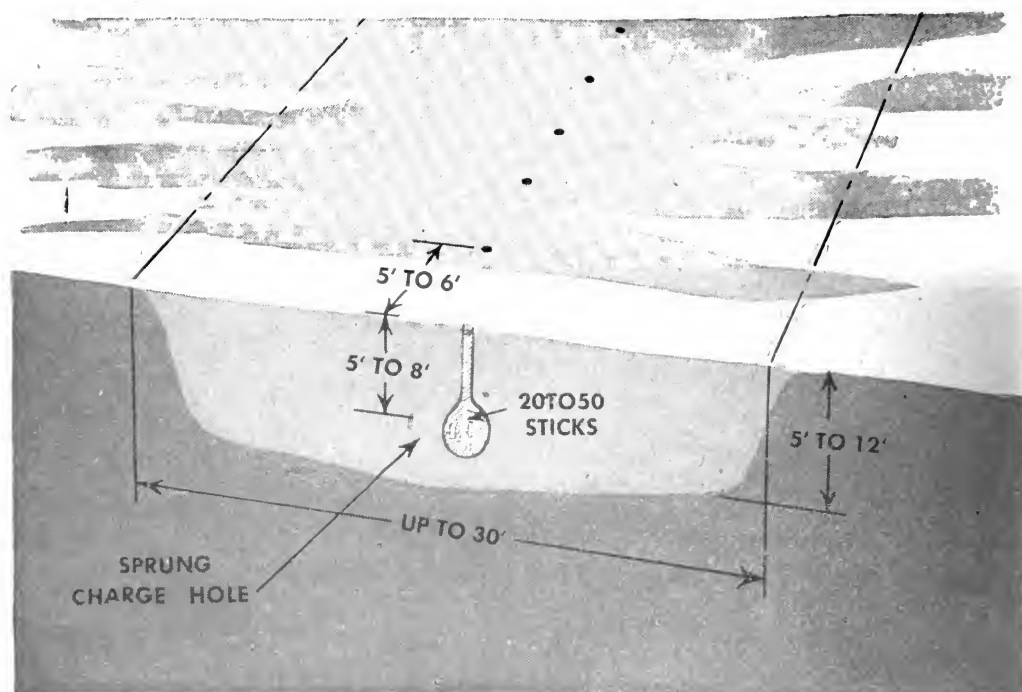 5' TO 6'
5' TO 8'
20TO50
STICKS
5' TO 12'
UP TO 30'
SPRUNG
CHARGE HOLE